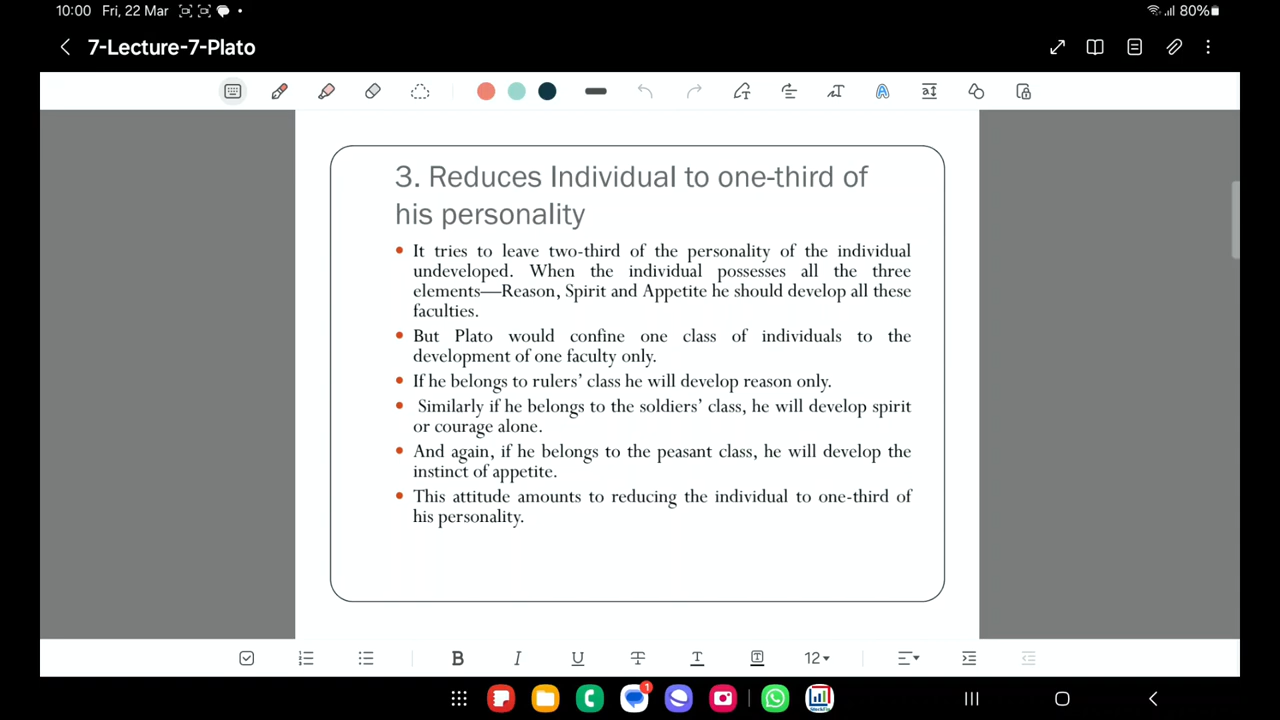 10:00 Fri, 22 Mar
80%
7-Lecture-7-Plato
3. Reduces Individual to one-third of
his personality
• It tries to leave two-third of the personality of the individual
undeveloped. When the individual possesses all the three
elements—Reason, Spirit and Appetite he should develop all these
faculties.
• But Plato would confine one class of individuals to the
development of one faculty only.
• If he belongs to rulers’ class he will develop reason only.
• Similarly if he belongs to the soldiers’ class, he will develop spirit
or courage alone.
• And again, if he belongs to the peasant class, he will develop the
instinct of appetite.
• This attitude amounts to reducing the individual to one-third of
his personality.
B I U T T T 12
1